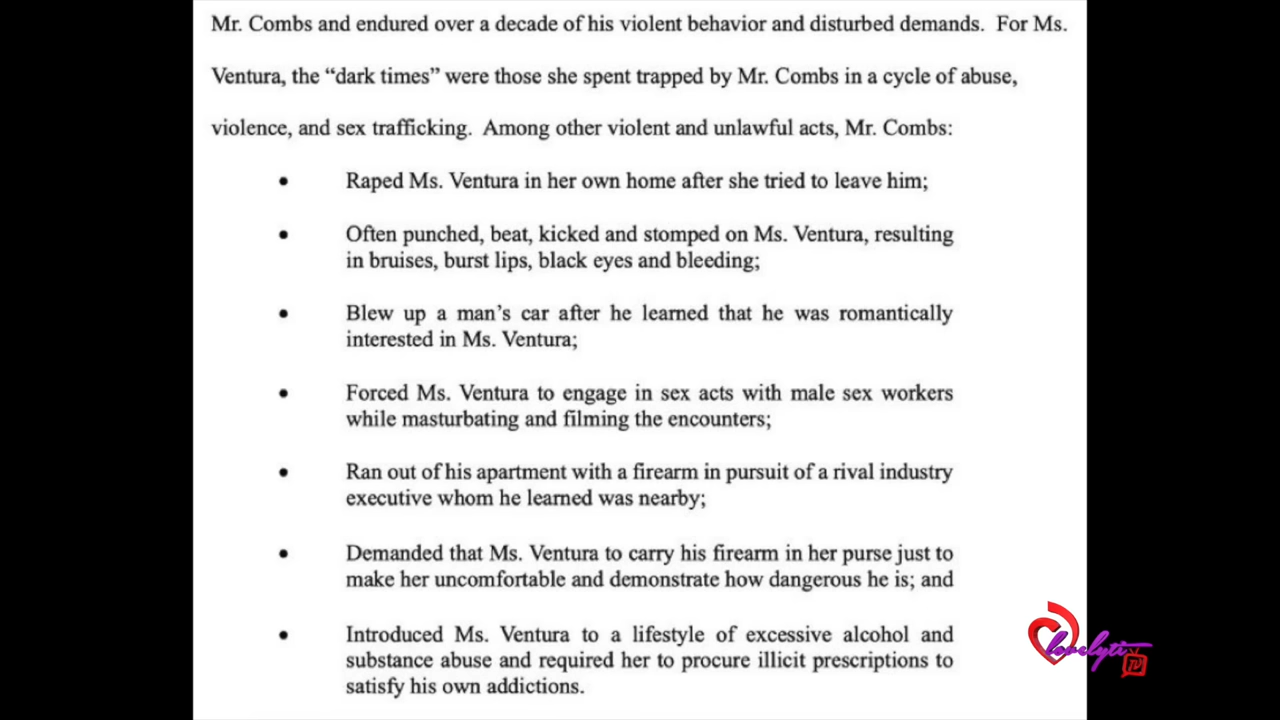 Mr. Combs and endured over a decade of his violent behavior and disturbed demands. For Ms.
Ventura, the “dark times” were those she spent trapped by Mr. Combs in a cycle of abuse,
violence, and sex trafficking. Among other violent and unlawful acts, Mr. Combs:
• Raped Ms. Ventura in her own home after she tried to leave him;
• Often punched, beat, kicked and stomped on Ms. Ventura, resulting
in bruises, burst lips, black eyes and bleeding;
• Blew up a man’s car after he learned that he was romantically
interested in Ms. Ventura;
• Forced Ms. Ventura to engage in sex acts with male sex workers
while masturbating and filming the encounters;
• Ran out of his apartment with a firearm in pursuit of a rival industry
executive whom he learned was nearby;
• Demanded that Ms. Ventura to carry his firearm in her purse just to
make her uncomfortable and demonstrate how dangerous he is; and
• Introduced Ms. Ventura to a lifestyle of excessive alcohol and
substance abuse and required her to procure illicit prescriptions to
satisfy his own addictions.
lovelyti
TV